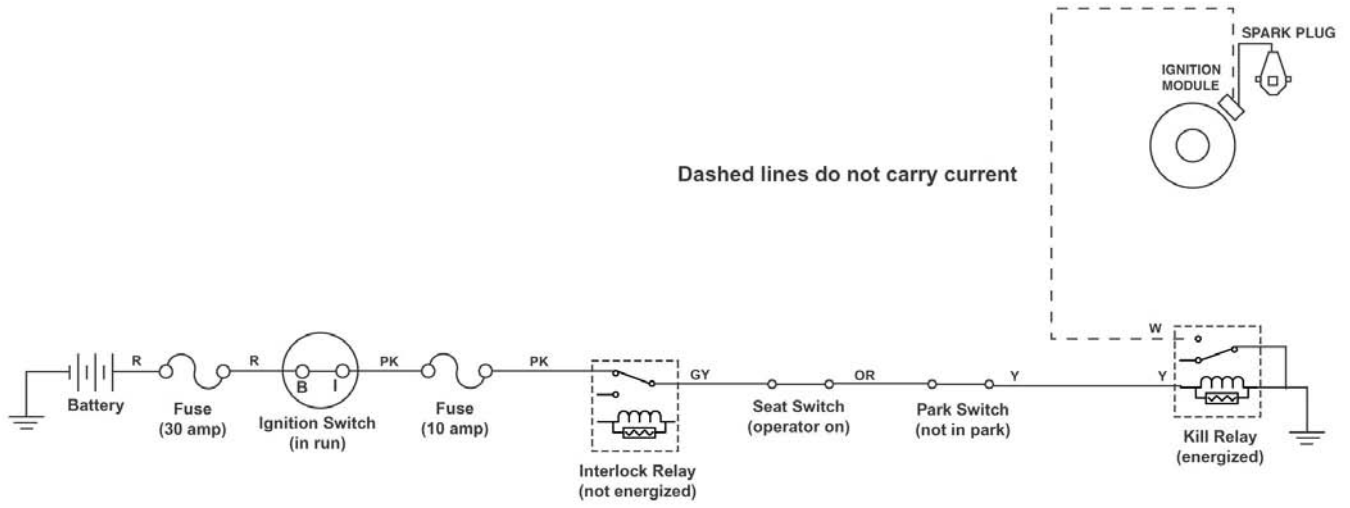 SPARK PLUG
IGNITION
MODULE
Dashed lines do not carry current
W
R
R
PK
PK
GY
OR
Y
Y
B
I
Battery
Fuse
(30 amp)
Ignition Switch
(in run)
Fuse
(10 amp)
Interlock Relay
(not energized)
Seat Switch
(operator on)
Park Switch
(not in park)
Kill Relay
(energized)